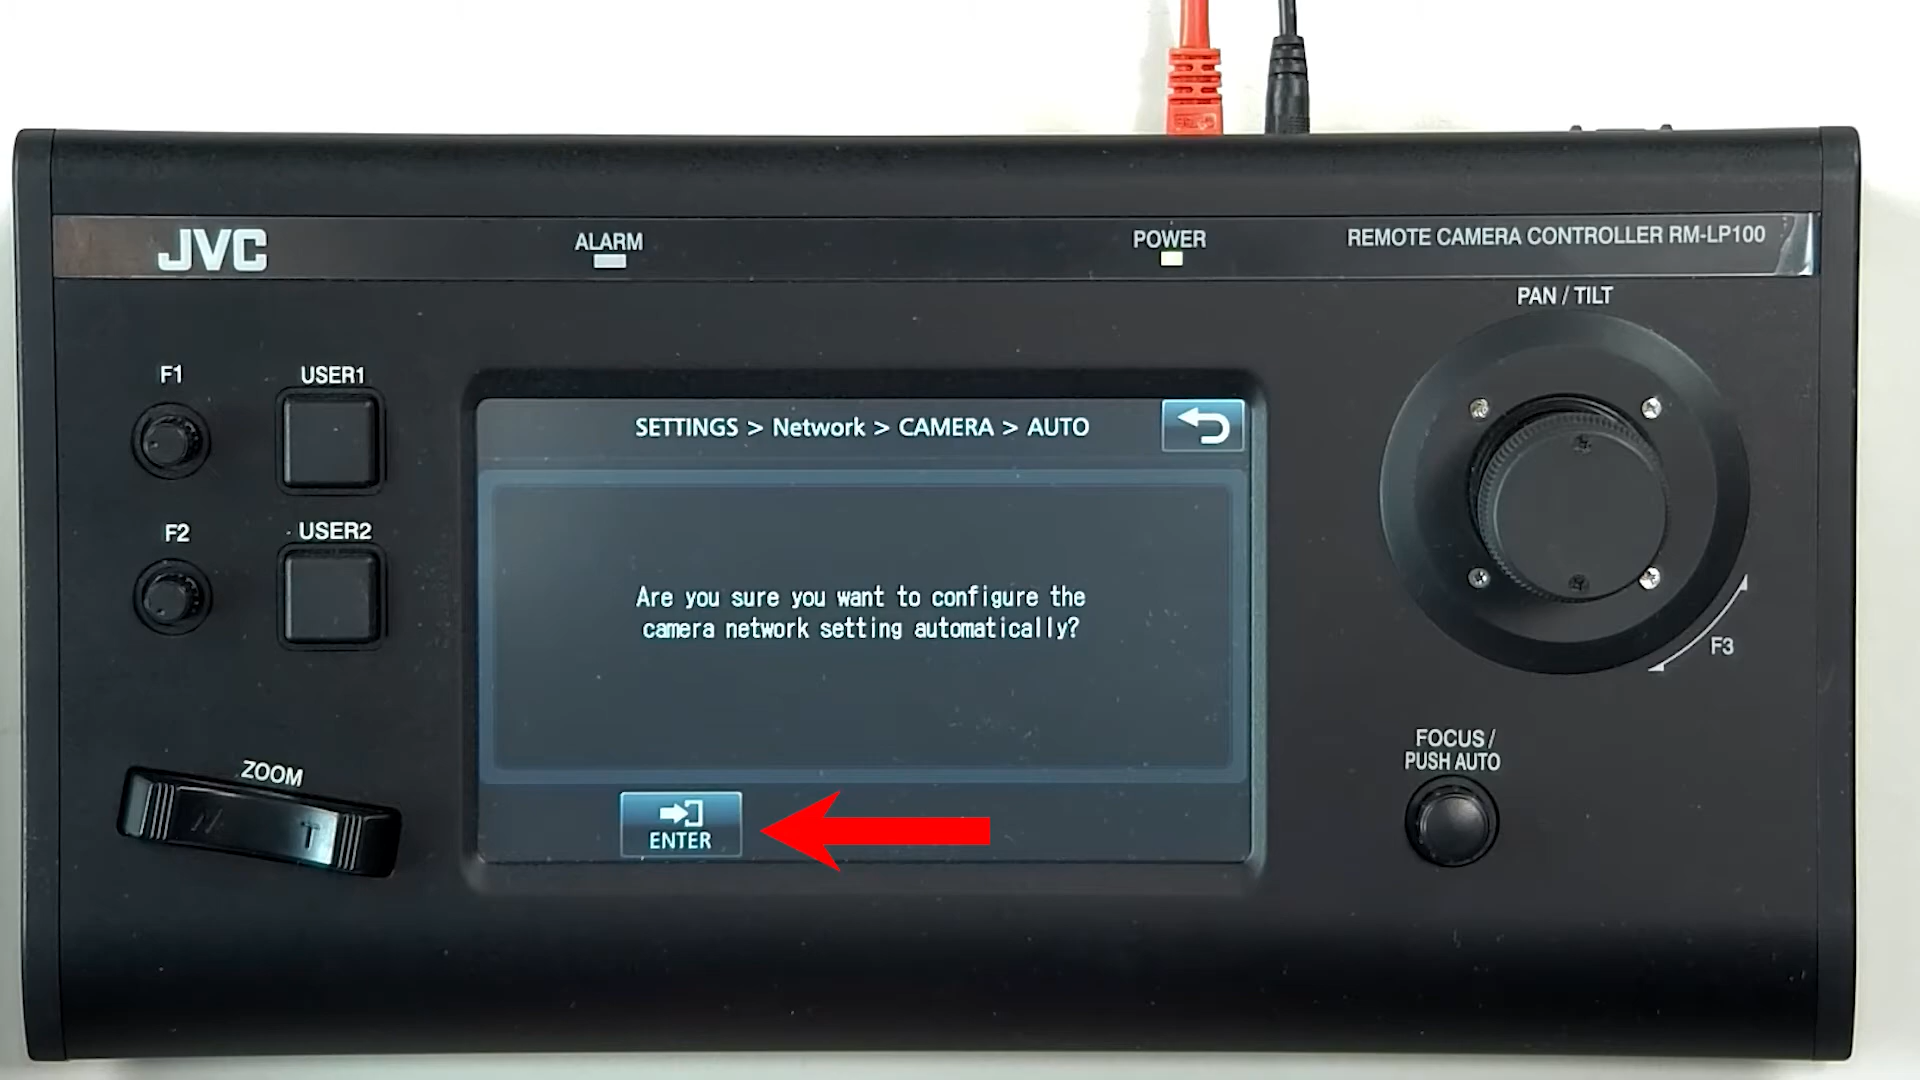 JVC
ALARM
POWER
REMOTE CAMERA CONTROLLER RM-LP100
PAN / TILT
F1
USER1
F2
USER2
ZOOM
T
SETTINGS > Network > CAMERA > AUTO
Are you sure you want to configure the
camera network setting automatically?
ENTER
F3
FOCUS /
PUSH AUTO